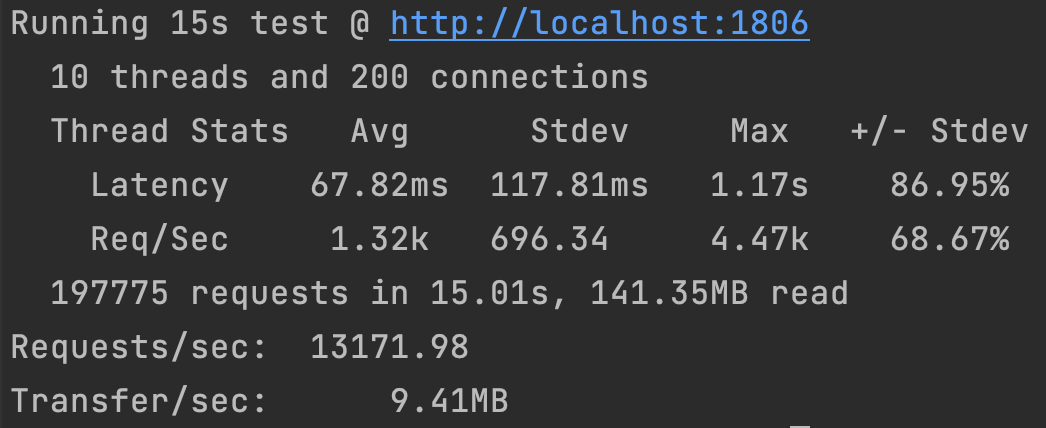 Running 15s test @ http://localhost:1806
  10 threads and 200 connections
  Thread Stats   Avg      Stdev     Max   +/- Stdev
    Latency    67.82ms  117.81ms   1.17s    86.95%
    Req/Sec     1.32k   696.34     4.47k    68.67%
  197775 requests in 15.01s, 141.35MB read
Requests/sec:  13171.98
Transfer/sec:      9.41MB